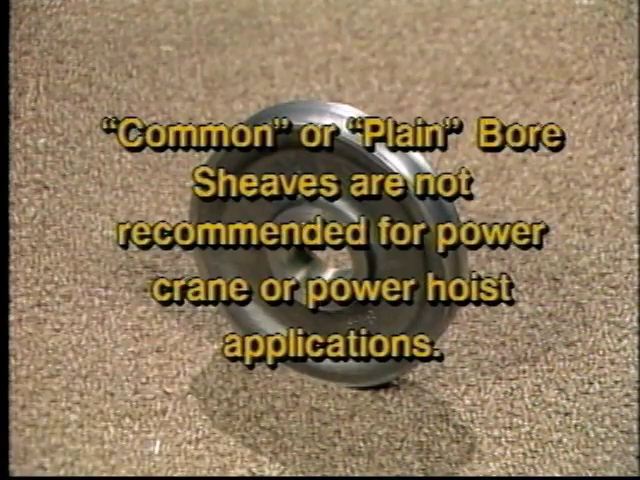 “Common” or “Plain” Bore
Sheaves are not
recommended for power
crane or power hoist
applications.